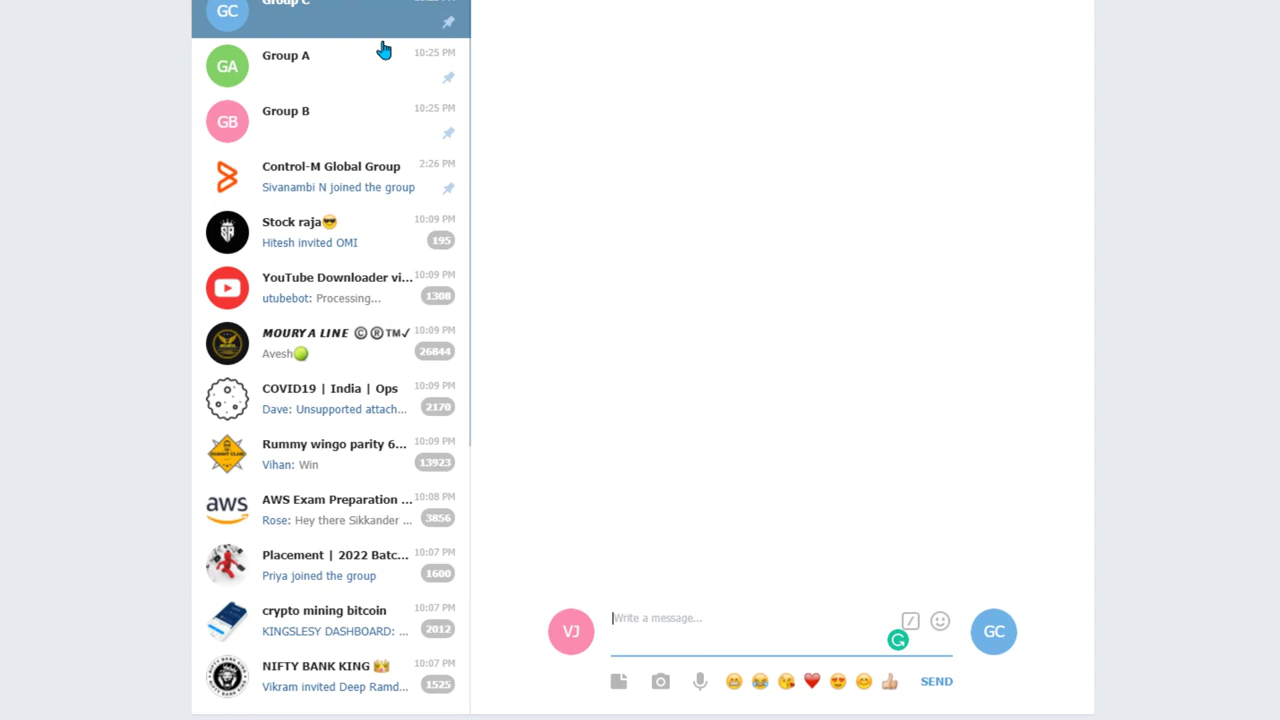 GC
Group C
GA
Group A
10:25 PM
GB
Group B
10:25 PM
Control-M Global Group
2:26 PM
Sivanambi N joined the group
Stock raja😎
10:09 PM
Hitesh invited OMI
195
YouTube Downloader vi...
10:09 PM
utubebot: Processing...
1308
MOURYA LINE ©®™✓
10:09 PM
Avesh
26844
COVID19 | India | Ops
10:09 PM
Dave: Unsupported attach...
2170
Rummy wingo parity 6...
10:09 PM
Vihan: Win
13923
aws
AWS Exam Preparation ...
10:08 PM
Rose: Hey there Sikkander ...
3856
Placement | 2022 Batc...
10:07 PM
Priya joined the group
1600
crypto mining bitcoin
10:07 PM
KINGSLESY DASHBOARD: ...
2012
NIFTY BANK KING 👑
10:07 PM
Vikram invited Deep Ramd...
1525
VJ
Write a message...
GC
SEND